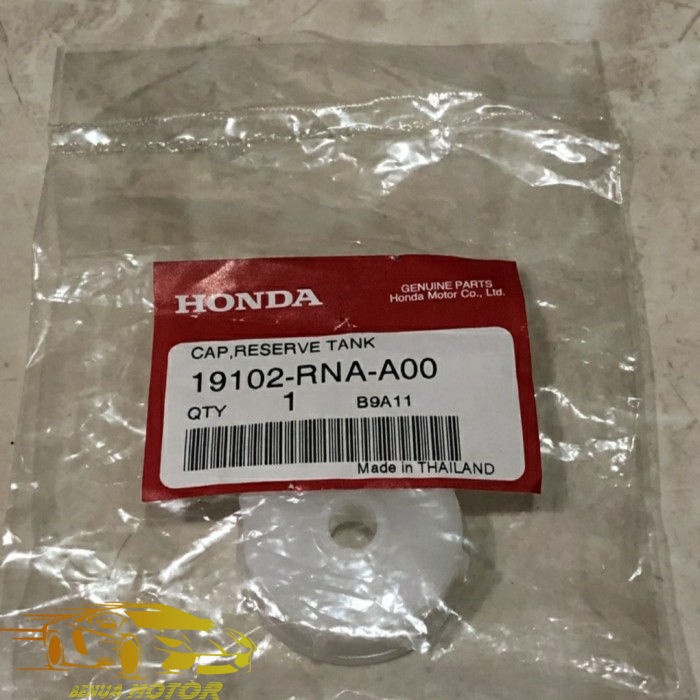 HONDA
GENUINE PARTS
Honda Motor Co., Ltd.
CAP,RESERVE TANK
19102-RNA-A00
QTY 1 B9A11
Made in THAILAND
BENUA MOTOR